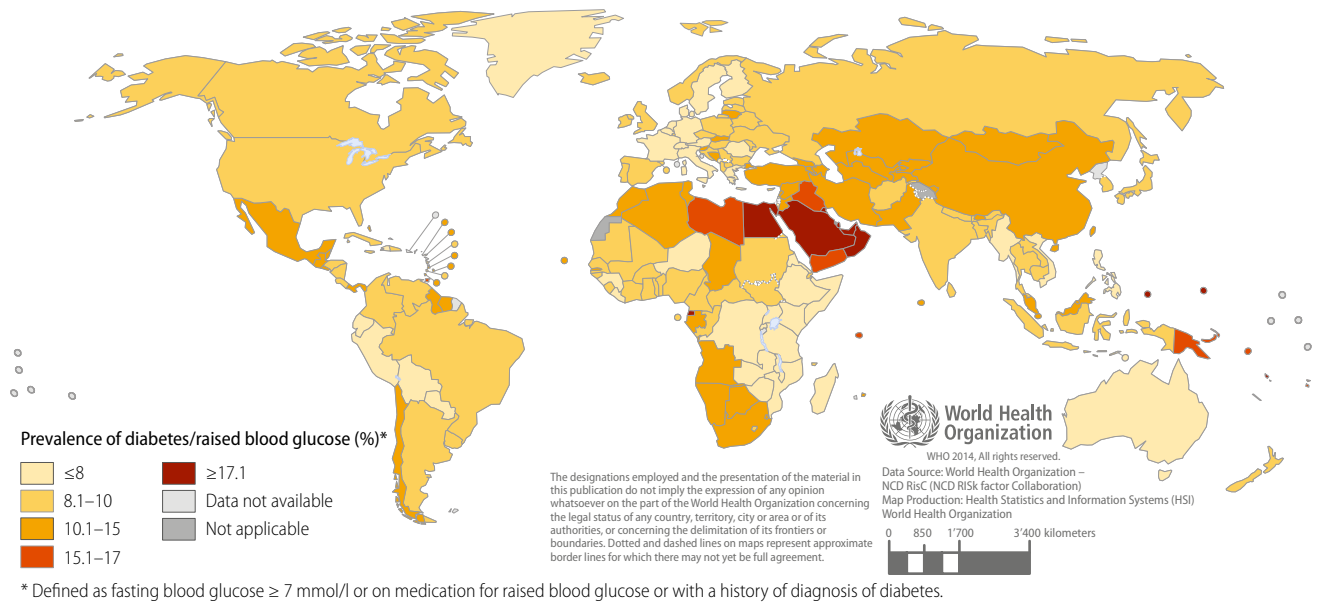 Prevalence of diabetes/raised blood glucose (%)*
≤8
8.1–10
10.1–15
15.1–17
≥17.1
Data not available
Not applicable
The designations employed and the presentation of the material in
this publication do not imply the expression of any opinion
whatsoever on the part of the World Health Organization concerning
the legal status of any country, territory, city or area or of its
authorities, or concerning the delimitation of its frontiers or
boundaries. Dotted and dashed lines on maps represent approximate
border lines for which there may not yet be full agreement.
World Health
Organization
WHO 2014, All rights reserved.
Data Source: World Health Organization –
NCD RisC (NCD RISk factor Collaboration)
Map Production: Health Statistics and Information Systems (HSI)
World Health Organization
0 850 1'700 3'400 kilometers
* Defined as fasting blood glucose ≥ 7 mmol/l or on medication for raised blood glucose or with a history of diagnosis of diabetes.